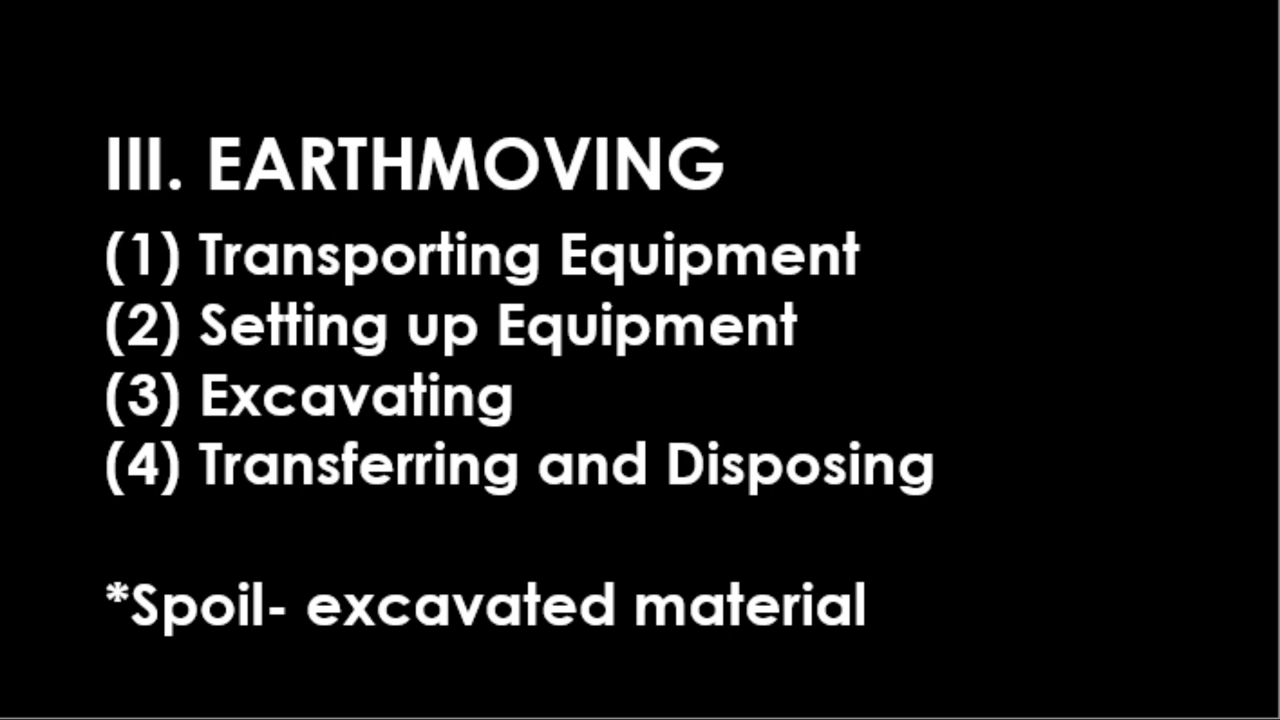 III. EARTHMOVING
(1) Transporting Equipment
(2) Setting up Equipment
(3) Excavating
(4) Transferring and Disposing
*Spoil- excavated material